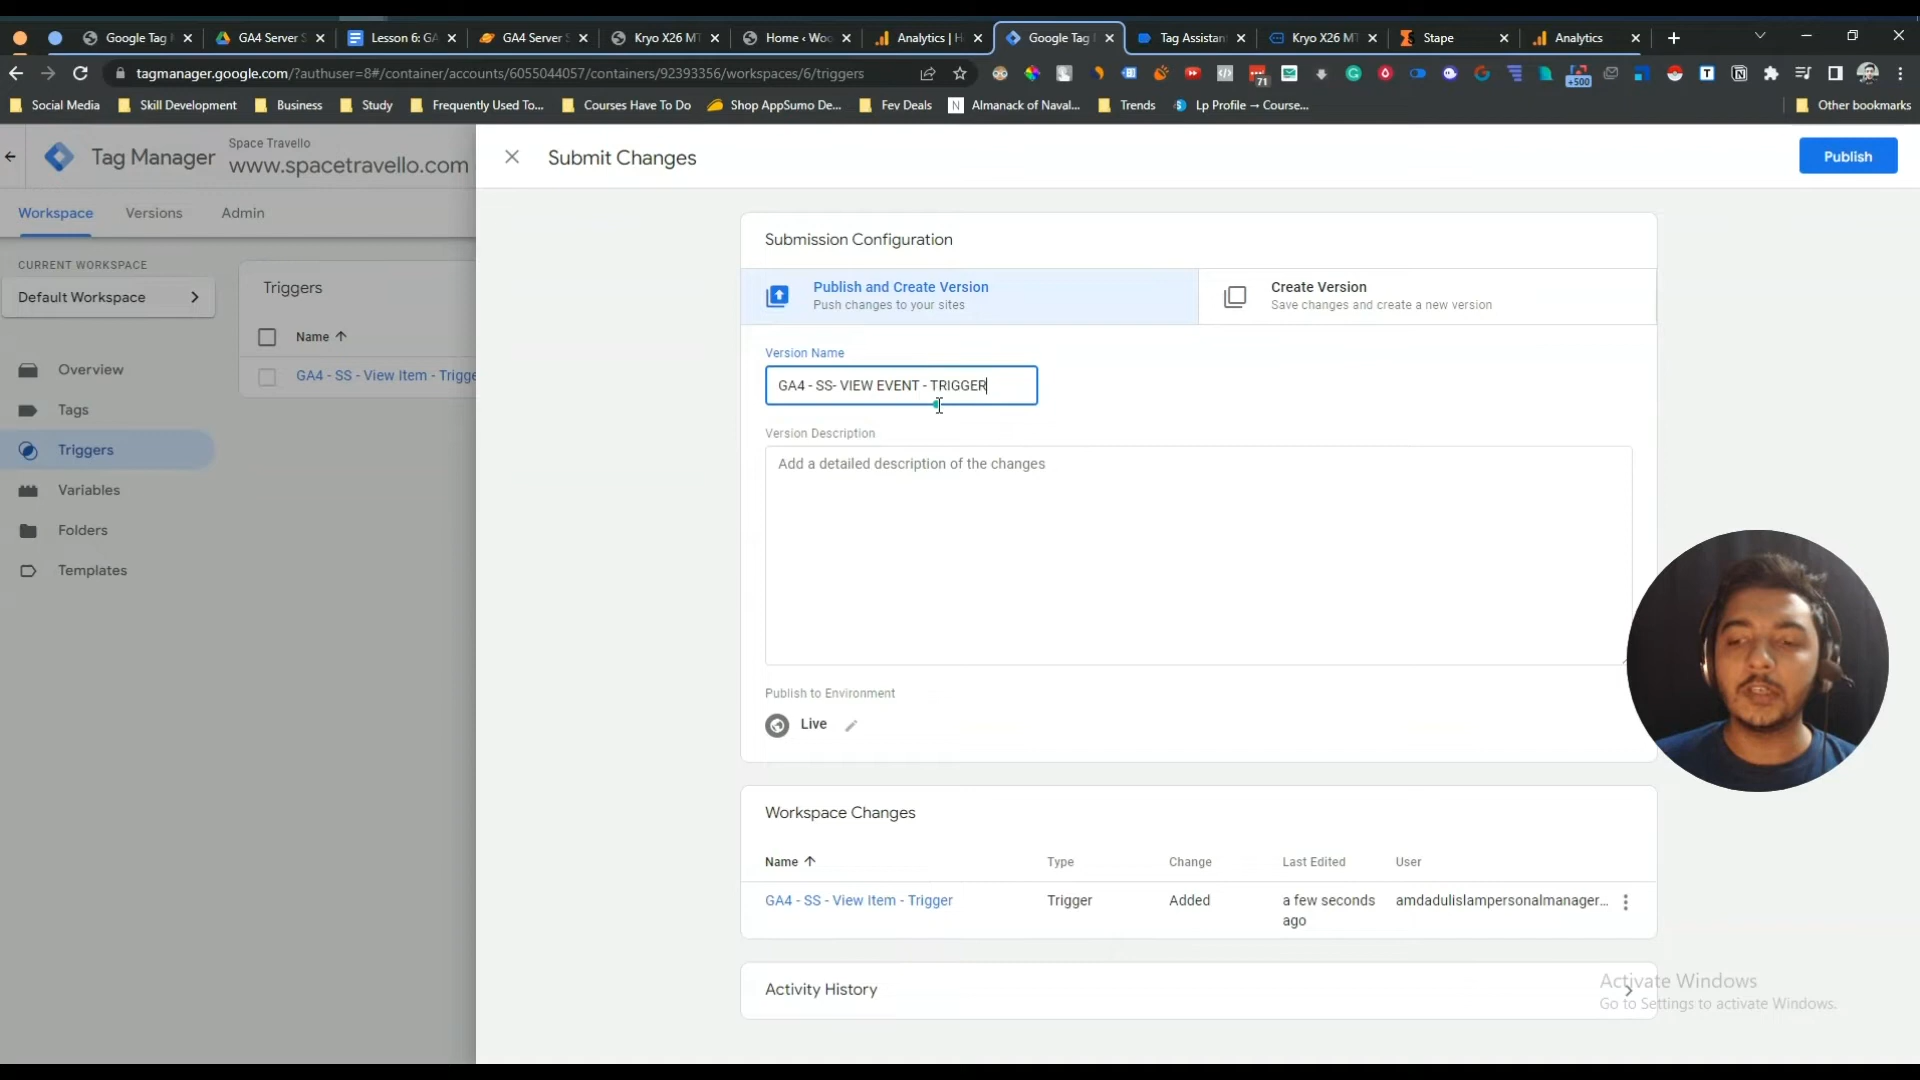 Google Tag
GA4 Server S
Lesson 6: GA
GA4 Server S
Kryo X26 MT
Home ‹ Woo
Analytics | H
Google Tag
Tag Assistan
Kryo X26 MT
Stape
Analytics
tagmanager.google.com/?authuser=8#/container/accounts/6055044057/containers/92393356/workspaces/6/triggers
71
+500
Social Media
Skill Development
Business
Study
Frequently Used To...
Courses Have To Do
Shop AppSumo De...
Fev Deals
Almanack of Naval...
Trends
Lp Profile → Course...
Other bookmarks
Tag Manager
Space Travello
www.spacetravello.com
Submit Changes
Publish
Workspace
Versions
Admin
CURRENT WORKSPACE
Default Workspace
Overview
Tags
Triggers
Variables
Folders
Templates
Triggers
Name
GA4 - SS - View Item - Trigge
Submission Configuration
Publish and Create Version
Push changes to your sites
Create Version
Save changes and create a new version
Version Name
GA4 - SS- VIEW EVENT - TRIGGER
Version Description
Add a detailed description of the changes
Publish to Environment
Live
Workspace Changes
Name
Type
Change
Last Edited
User
GA4 - SS - View Item - Trigger
Trigger
Added
a few seconds
ago
amdadulislampersonalmanager...
Activity History
Activate Windows
Go to Settings to activate Windows.